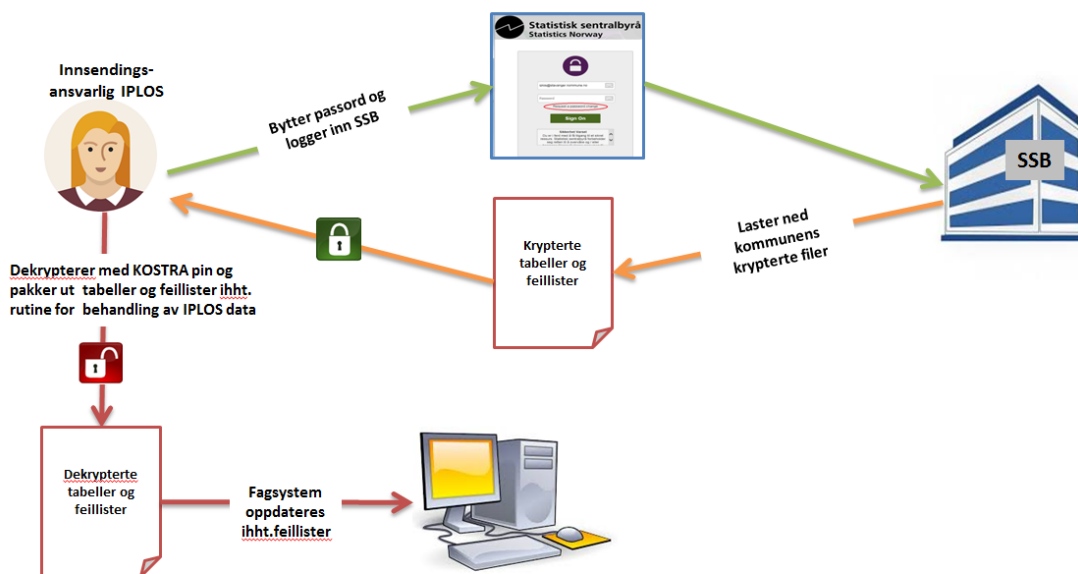 Innsendings-
ansvarlig IPLOS
Bytter passord og
logger inn SSB
Statistisk sentralbyrå
Statistics Norway
Password
Sign On
SSB
Laster ned
kommunens
krypterte filer
Krypterte
tabeller og
feillister
Dekrypterer med KOSTRA pin og
pakker ut tabeller og feillister ihht.
rutine for behandling av IPLOS data
Dekrypterte
tabeller og
feillister
Fagsystem
oppdateres
ihht.feillister